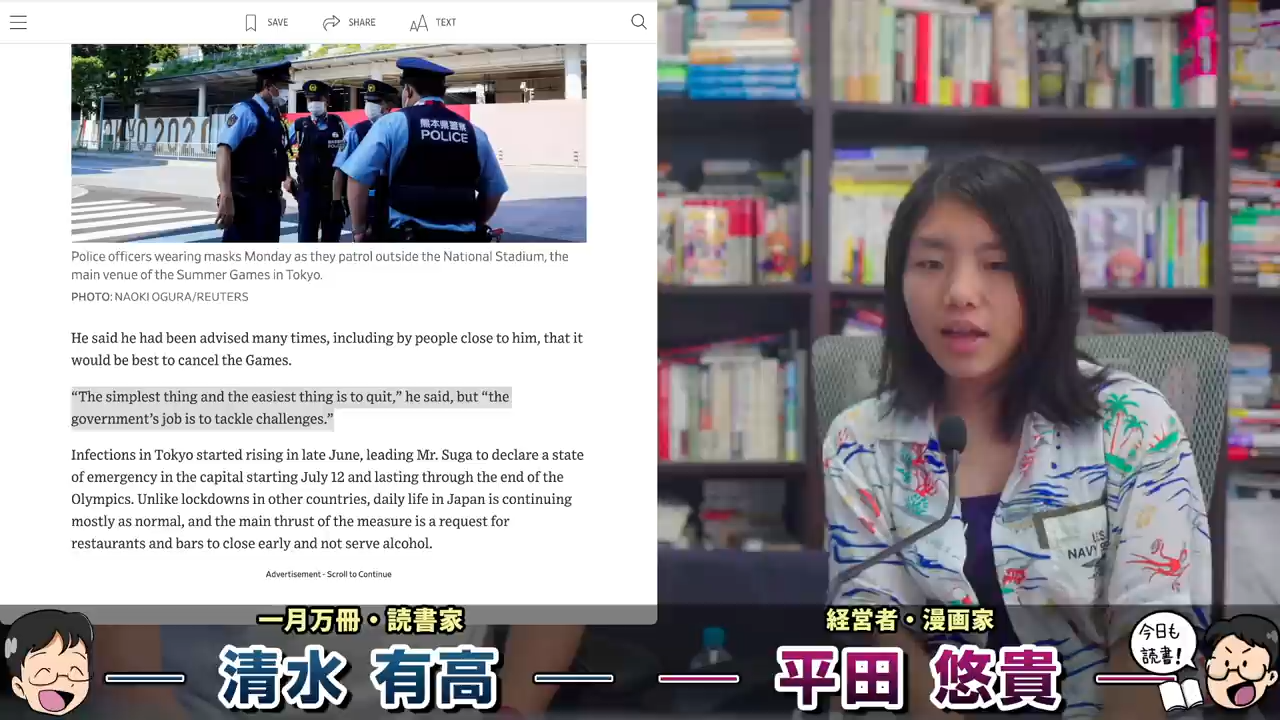 SAVE
SHARE
TEXT
TOKYO 2020
熊本県警察
POLICE
Police officers wearing masks Monday as they patrol outside the National Stadium, the
main venue of the Summer Games in Tokyo.
PHOTO: NAOKI OGURA/REUTERS
He said he had been advised many times, including by people close to him, that it
would be best to cancel the Games.
“The simplest thing and the easiest thing is to quit,” he said, but “the
government’s job is to tackle challenges.”
Infections in Tokyo started rising in late June, leading Mr. Suga to declare a state
of emergency in the capital starting July 12 and lasting through the end of the
Olympics. Unlike lockdowns in other countries, daily life in Japan is continuing
mostly as normal, and the main thrust of the measure is a request for
restaurants and bars to close early and not serve alcohol.
Advertisement - Scroll to Continue
U.S.
NAVY
一月万冊・読書家
清水 有高
経営者・漫画家
平田 悠貴
今日も
読書!